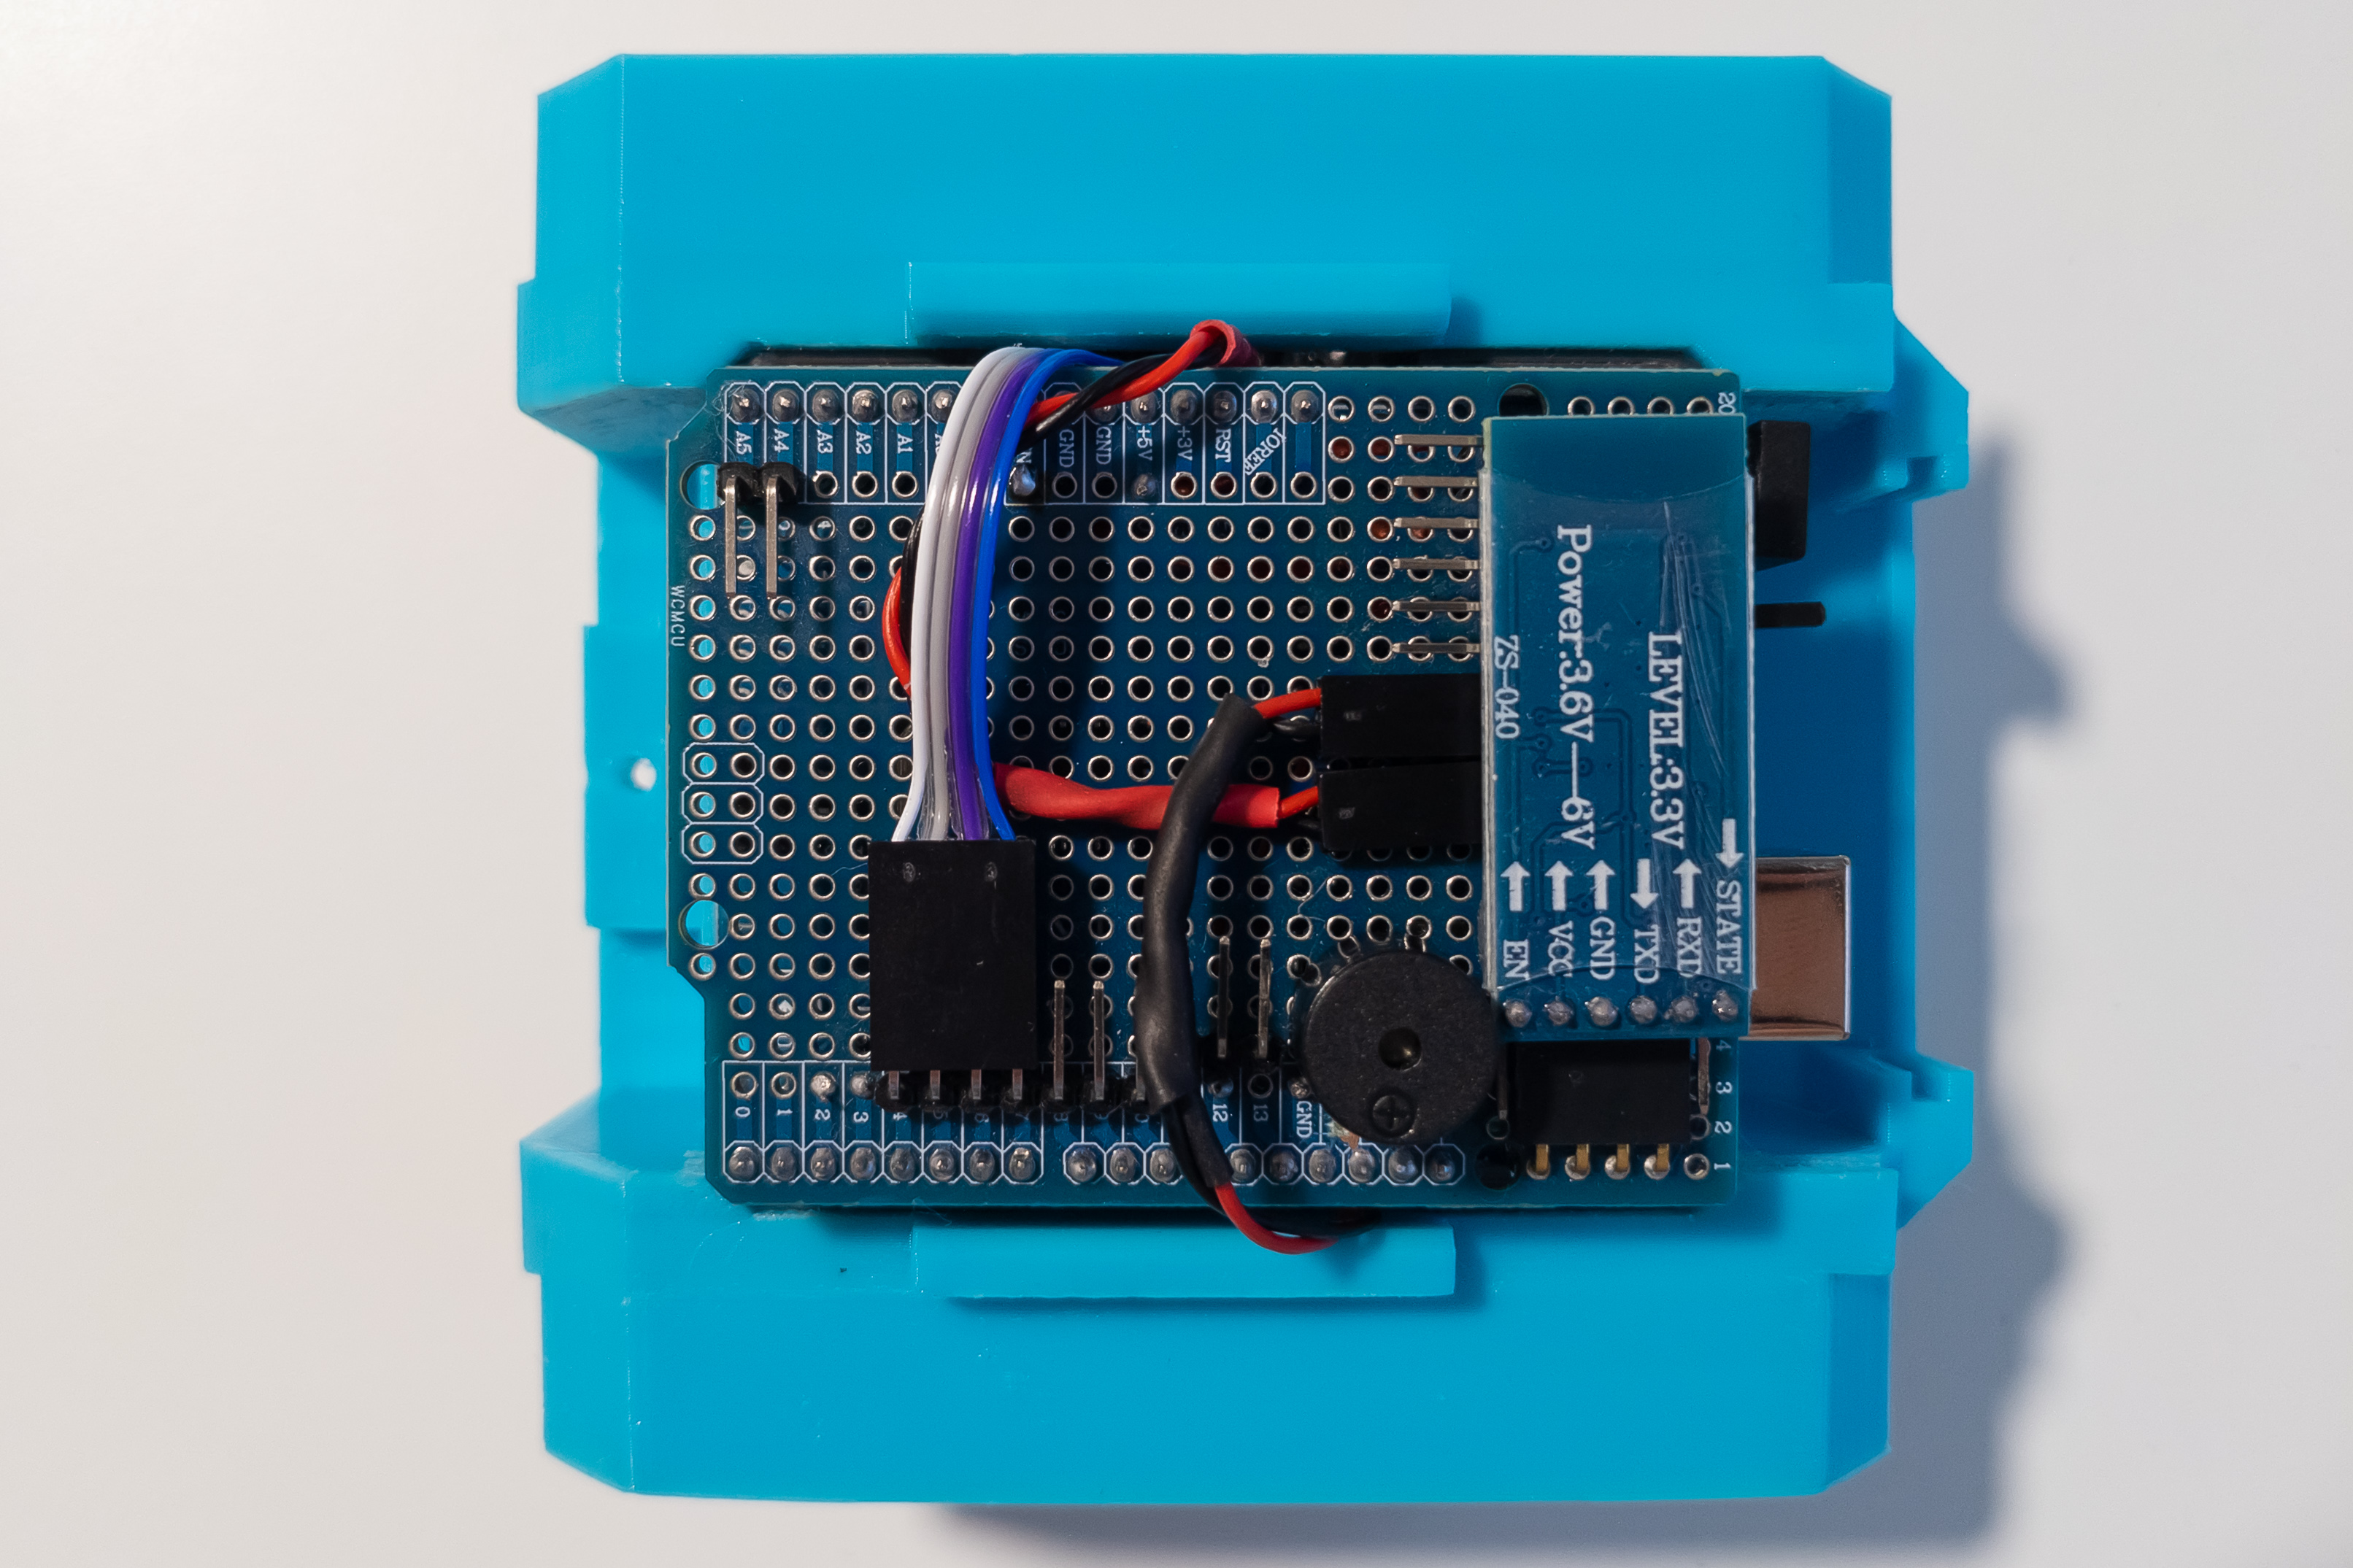 A5
A4
A3
A2
A1
GND
GND
+5V
+3V
RST
IOREF
20
WCMCU
ZS-040
Power:3.6V---6V
LEVEL:3.3V
EN
VCC
GND
TXD
RXD
STATE
0
1
2
3
12
13
GND
4
3
2
1